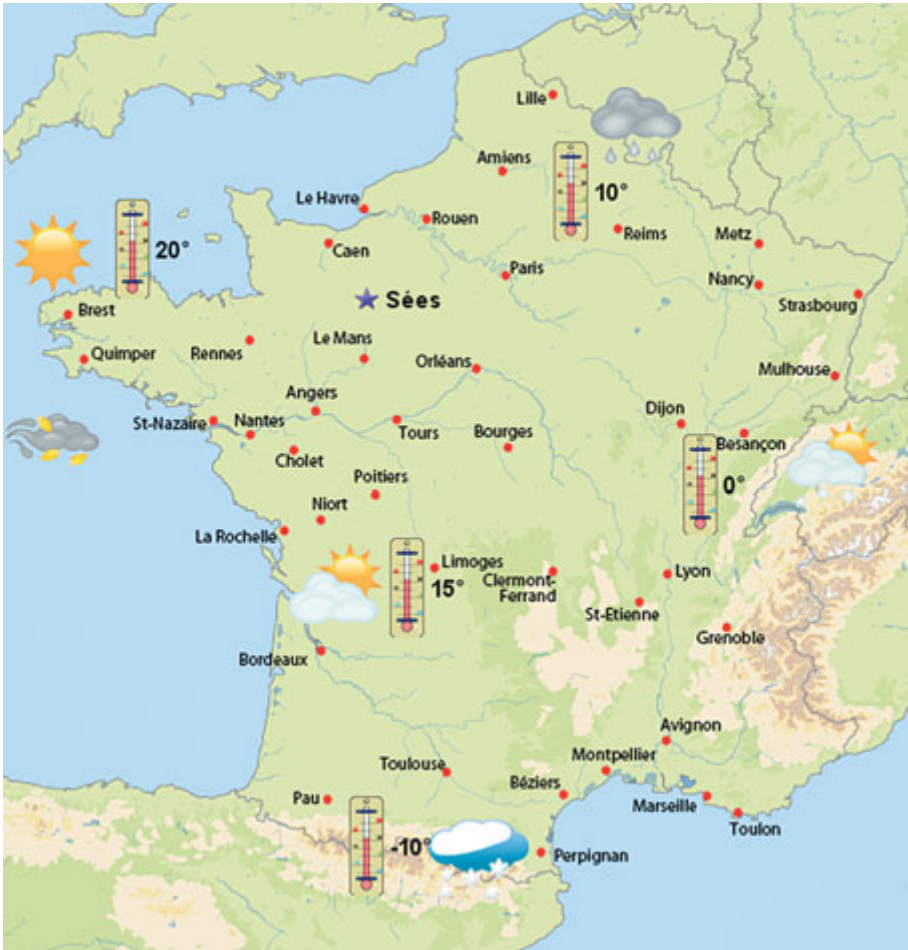 Lille
Amiens
10°
Le Havre
Rouen
Reims
Metz
Caen
20°
Paris
Nancy
Strasbourg
Sées
Brest
Le Mans
Quimper
Rennes
Orléans
Mulhouse
Angers
Dijon
St-Nazaire
Nantes
Tours
Bourges
Besançon
Cholet
Poitiers
0°
Niort
La Rochelle
Limoges
15°
Clermont-
Ferrand
Lyon
St-Etienne
Grenoble
Bordeaux
Avignon
Montpellier
Toulouse
Béziers
Pau
Marseille
Toulon
-10°
Perpignan